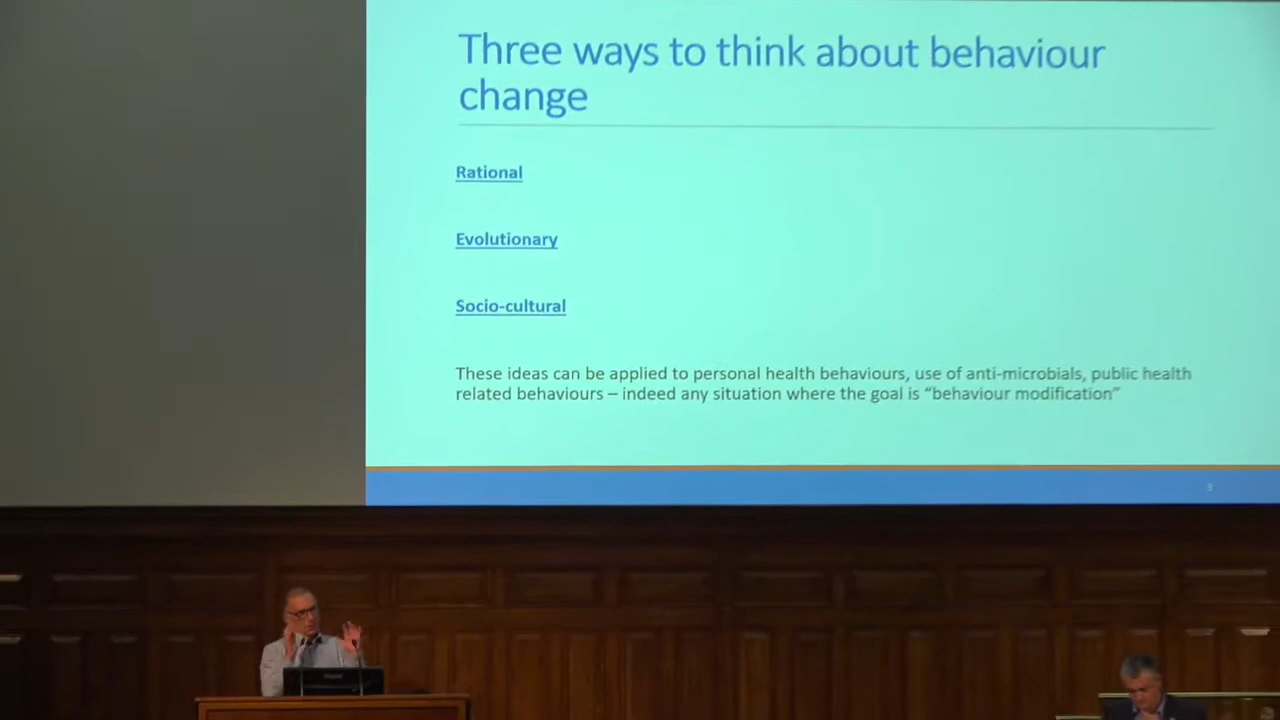 Three ways to think about behaviour
change
Rational
Evolutionary
Socio-cultural
These ideas can be applied to personal health behaviours, use of anti-microbials, public health
related behaviours – indeed any situation where the goal is “behaviour modification”